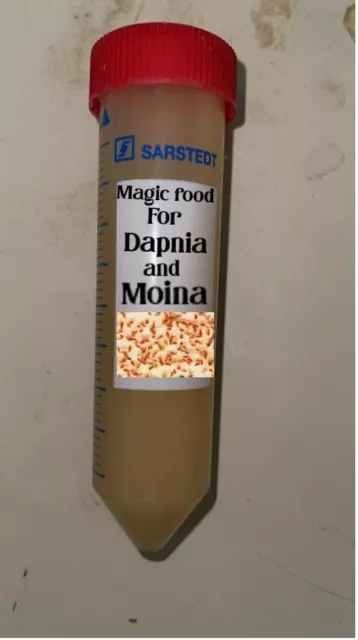 SARSTEDT
Magic food
For
Dapnia
and
Moina